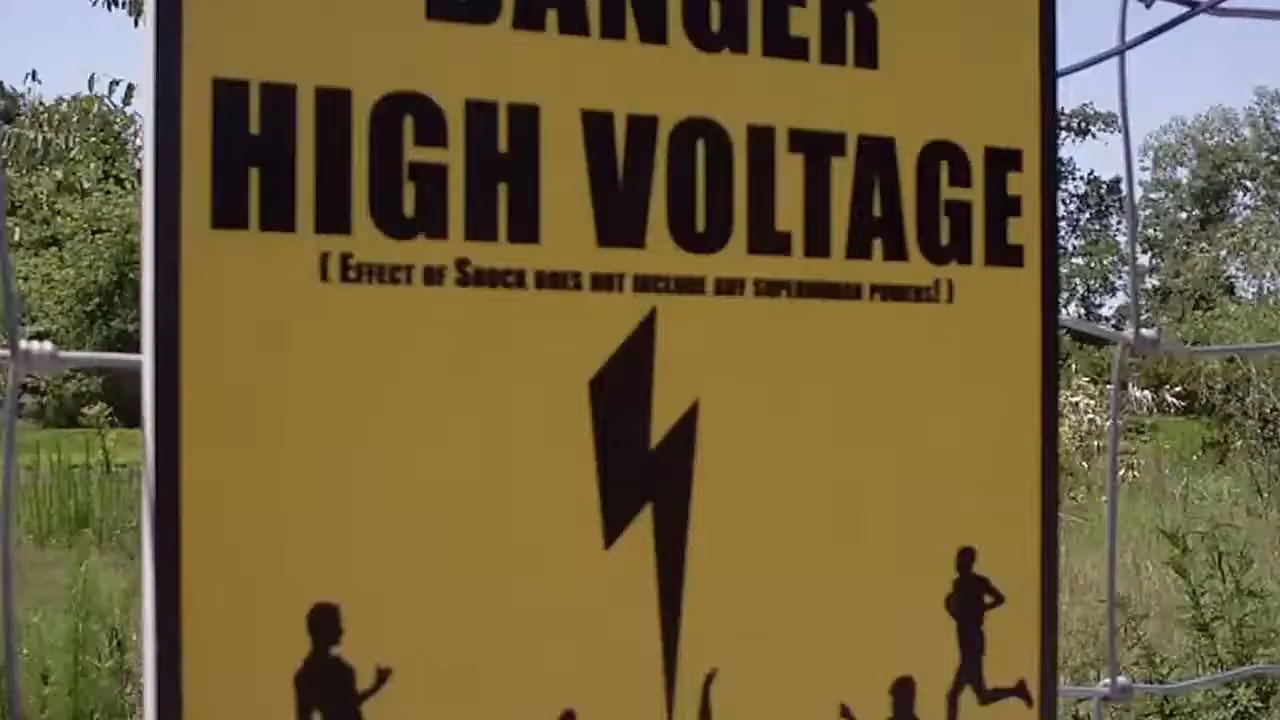 DANGER
HIGH VOLTAGE
( EFFECT OF SHOCK DOES NOT INCLUDE ANY SUPERHUMAN POWERS! )